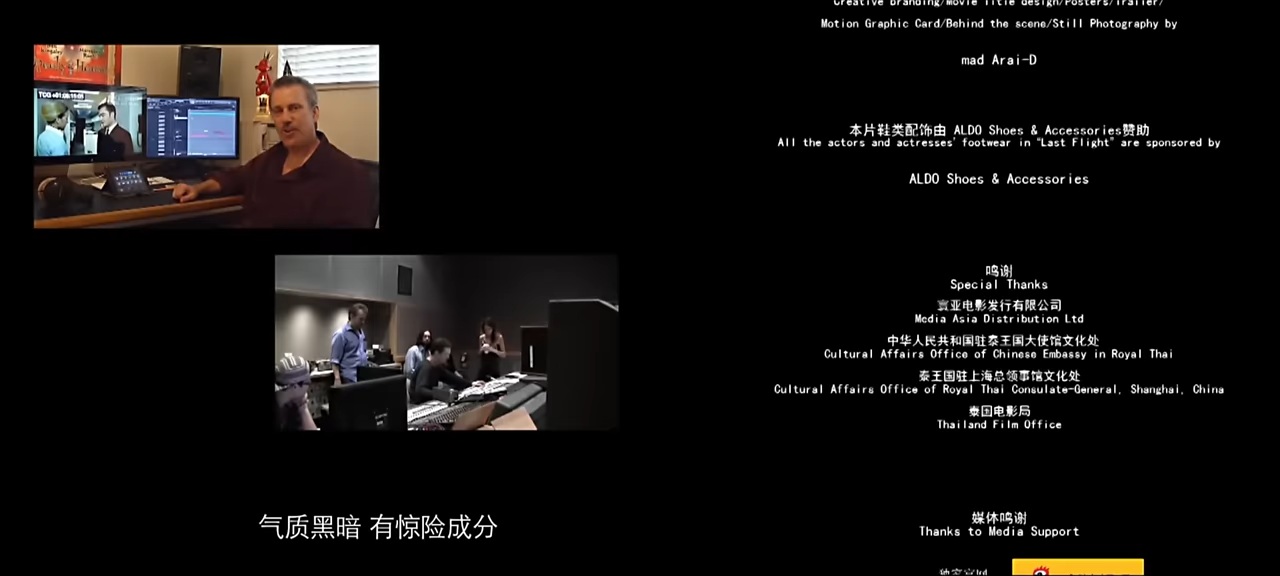 Creative Branding/Movie Title design/Posters/Trailer/
Motion Graphic Card/Behind the scene/Still Photography by
mad Arai-D
本片鞋类配饰由 ALDO Shoes & Accessories赞助
All the actors and actresses' footwear in "Last Flight" are sponsored by
ALDO Shoes & Accessories
鸣谢
Special Thanks
寰亚电影发行有限公司
Media Asia Distribution Ltd
中华人民共和国驻泰王国大使馆文化处
Cultural Affairs Office of Chinese Embassy in Royal Thai
泰王国驻上海总领事馆文化处
Cultural Affairs Office of Royal Thai Consulate-General, Shanghai, China
泰国电影局
Thailand Film Office
媒体鸣谢
Thanks to Media Support
气质黑暗 有惊险成分